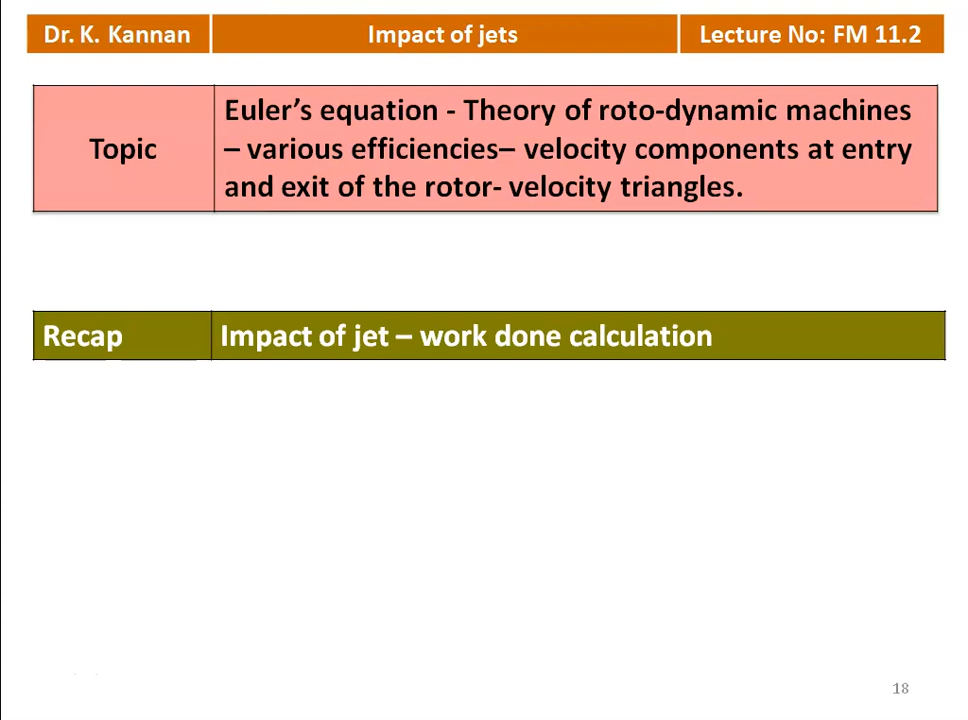 Dr. K. Kannan Impact of jets Lecture No: FM 11.2
Topic
Euler’s equation - Theory of roto-dynamic machines
– various efficiencies– velocity components at entry
and exit of the rotor- velocity triangles.
Recap Impact of jet – work done calculation
18